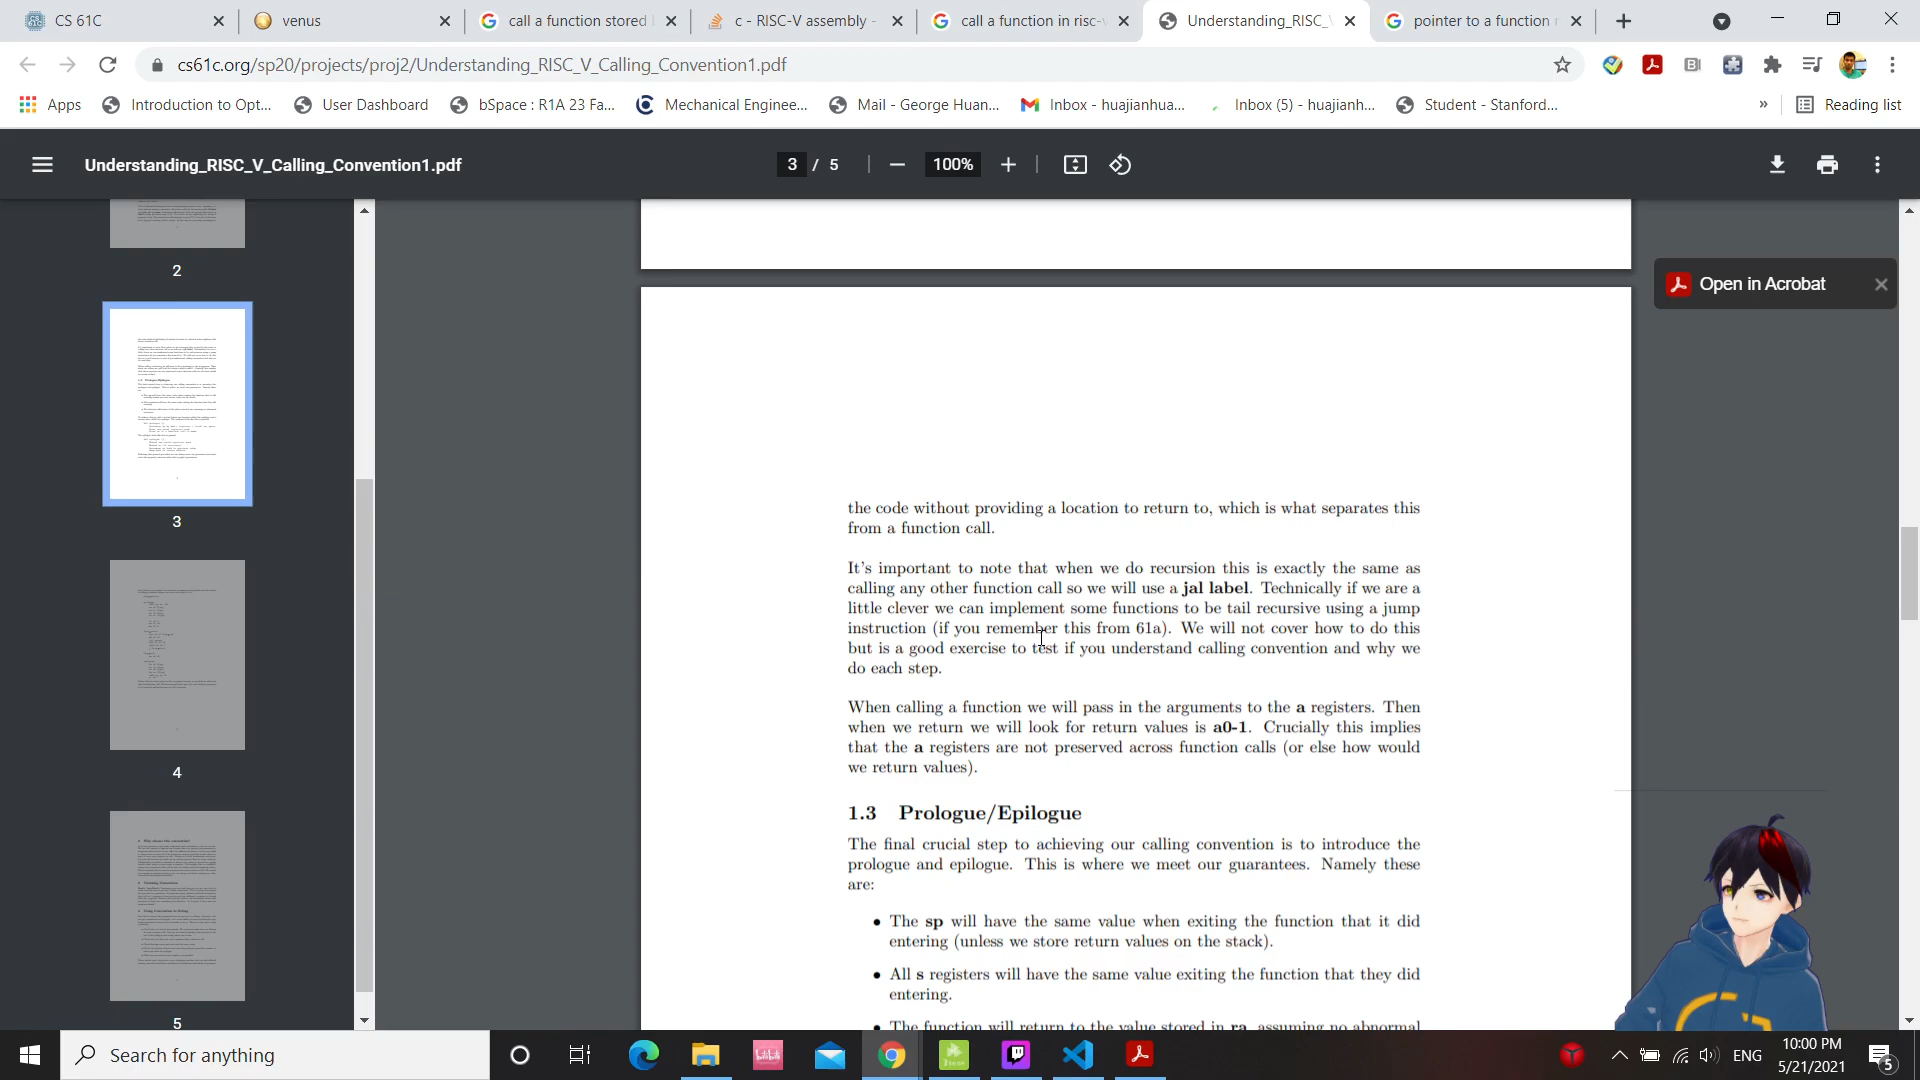 CS 61C
venus
call a function stored
c - RISC-V assembly -
call a function in risc-v
Understanding_RISC_V
pointer to a function
cs61c.org/sp20/projects/proj2/Understanding_RISC_V_Calling_Convention1.pdf
Apps
Introduction to Opt...
User Dashboard
bSpace : R1A 23 Fa...
Mechanical Enginee...
Mail - George Huan...
Inbox - huajianhua...
Inbox (5) - huajianh...
Student - Stanford...
»
Reading list
Understanding_RISC_V_Calling_Convention1.pdf
3 / 5
100%
Open in Acrobat
2
3
4
5
the code without providing a location to return to, which is what separates this
from a function call.
It's important to note that when we do recursion this is exactly the same as
calling any other function call so we will use a jal label. Technically if we are a
little clever we can implement some functions to be tail recursive using a jump
instruction (if you remember this from 61a). We will not cover how to do this
but is a good exercise to test if you understand calling convention and why we
do each step.
When calling a function we will pass in the arguments to the a registers. Then
when we return we will look for return values is a0-1. Crucially this implies
that the a registers are not preserved across function calls (or else how would
we return values).
1.3 Prologue/Epilogue
The final crucial step to achieving our calling convention is to introduce the
prologue and epilogue. This is where we meet our guarantees. Namely these
are:
• The sp will have the same value when exiting the function that it did
entering (unless we store return values on the stack).
• All s registers will have the same value exiting the function that they did
entering.
• The function will return to the value stored in ra, assuming no abnormal
Search for anything
ENG
10:00 PM
5/21/2021
5